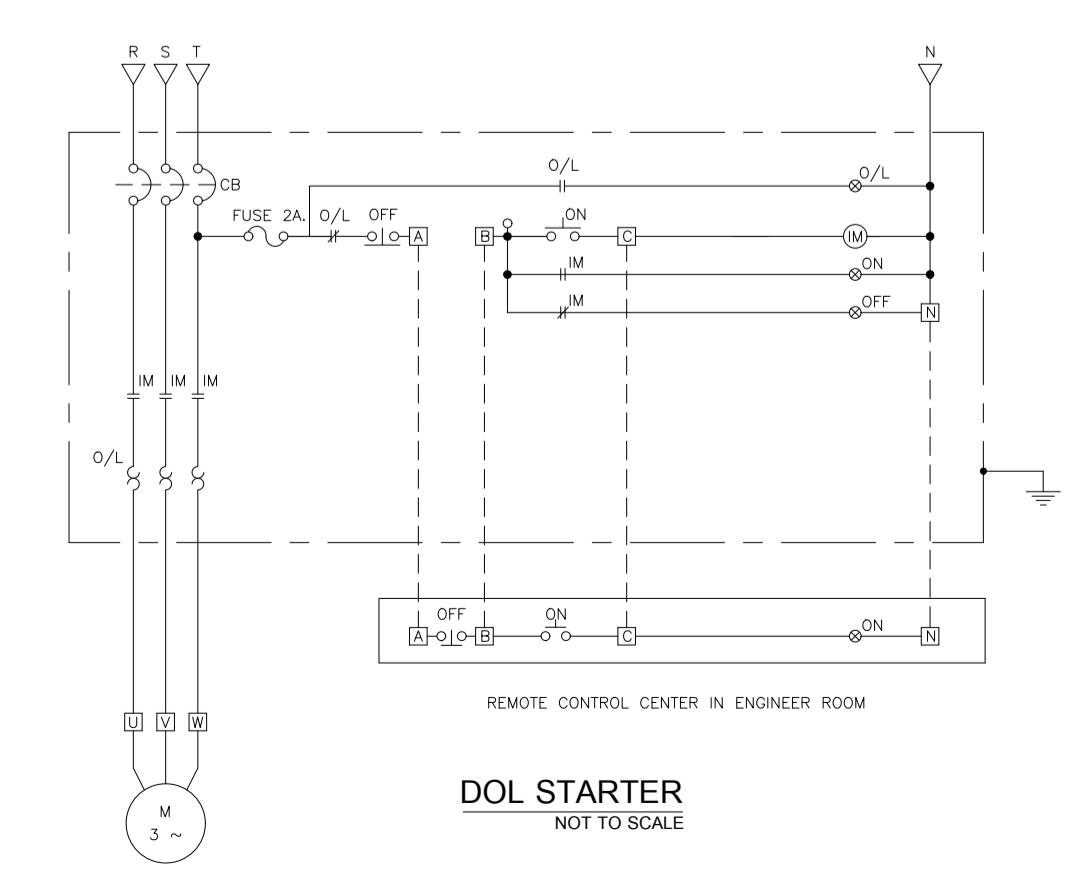 R S T N
O/L O/L
CB
FUSE 2A. O/L OFF ON
A B C IM
IM ON
IM OFF
N
IM IM IM
O/L
OFF ON ON
A B C N
REMOTE CONTROL CENTER IN ENGINEER ROOM
U V W
DOL STARTER
NOT TO SCALE
M
3 ~